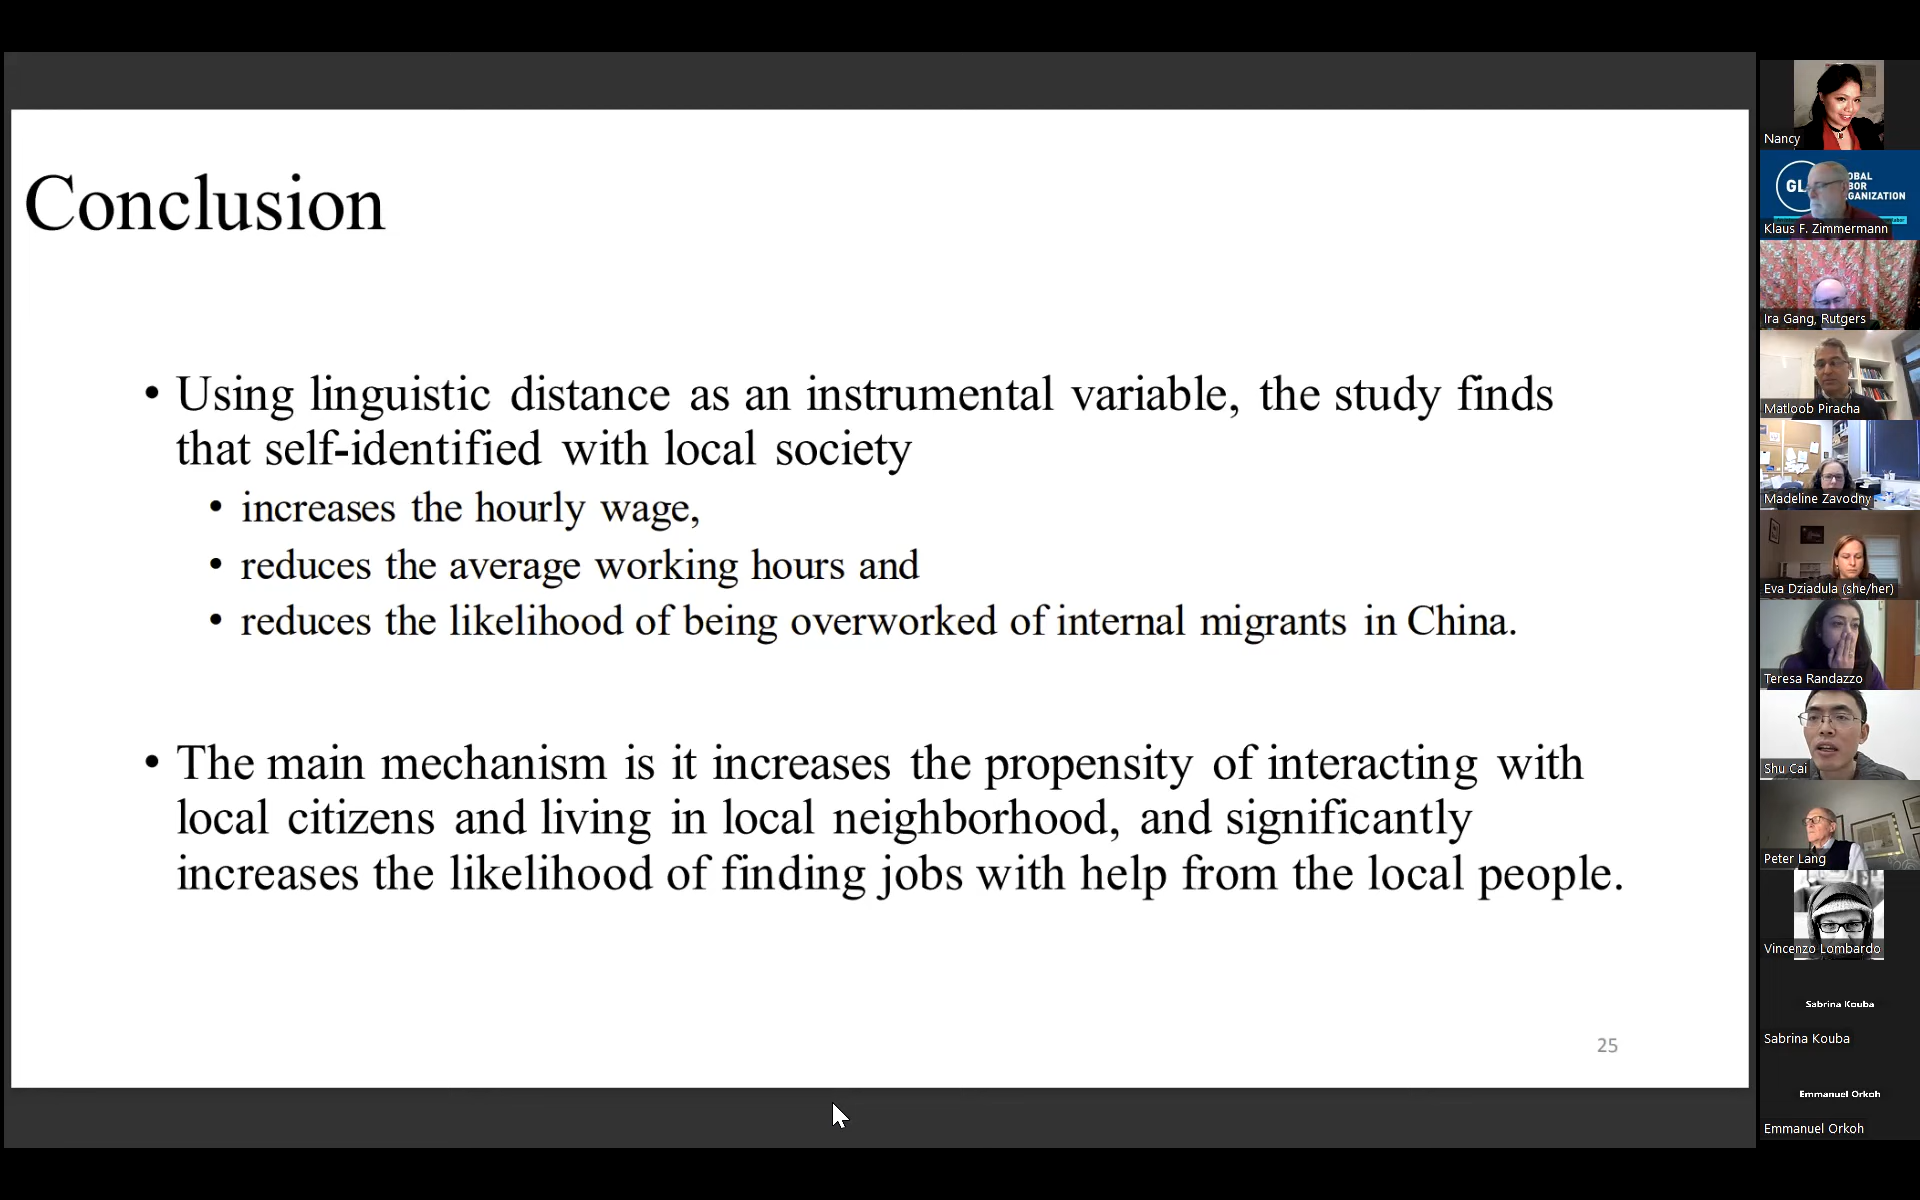 Conclusion
• Using linguistic distance as an instrumental variable, the study finds
that self-identified with local society
• increases the hourly wage,
• reduces the average working hours and
• reduces the likelihood of being overworked of internal migrants in China.
• The main mechanism is it increases the propensity of interacting with
local citizens and living in local neighborhood, and significantly
increases the likelihood of finding jobs with help from the local people.
25
Nancy
GL
OBAL
BOR
GANIZATION
Klaus F. Zimmermann
Ira Gang, Rutgers
Matloob Piracha
Madeline Zavodny
Eva Dziadula (she/her)
Teresa Randazzo
Shu Cai
Peter Lang
Vincenzo Lombardo
Sabrina Kouba
Sabrina Kouba
Emmanuel Orkoh
Emmanuel Orkoh